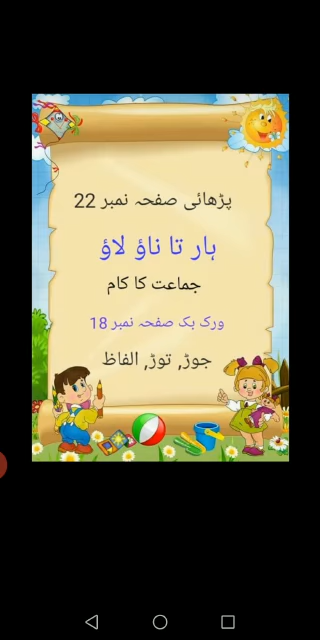 پڑھائی صفحہ نمبر 22
ہار تا ناؤ لاؤ
جماعت کا کام
ورک بک صفحہ نمبر 18
جوڑ, توڑ, الفاظ